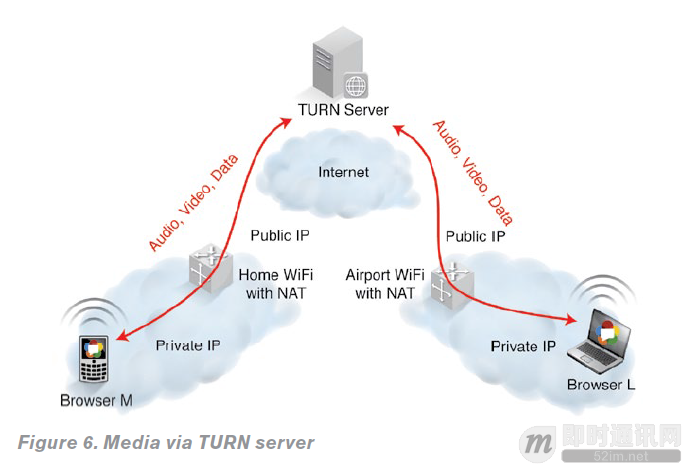 TURN Server
Audio, Video, Data
Audio, Video, Data
Internet
Public IP
Public IP
Home WiFi
with NAT
Airport WiFi
with NAT
Private IP
Private IP
Browser M
Browser L
Figure 6. Media via TURN server
m
即时通讯网
52im.net